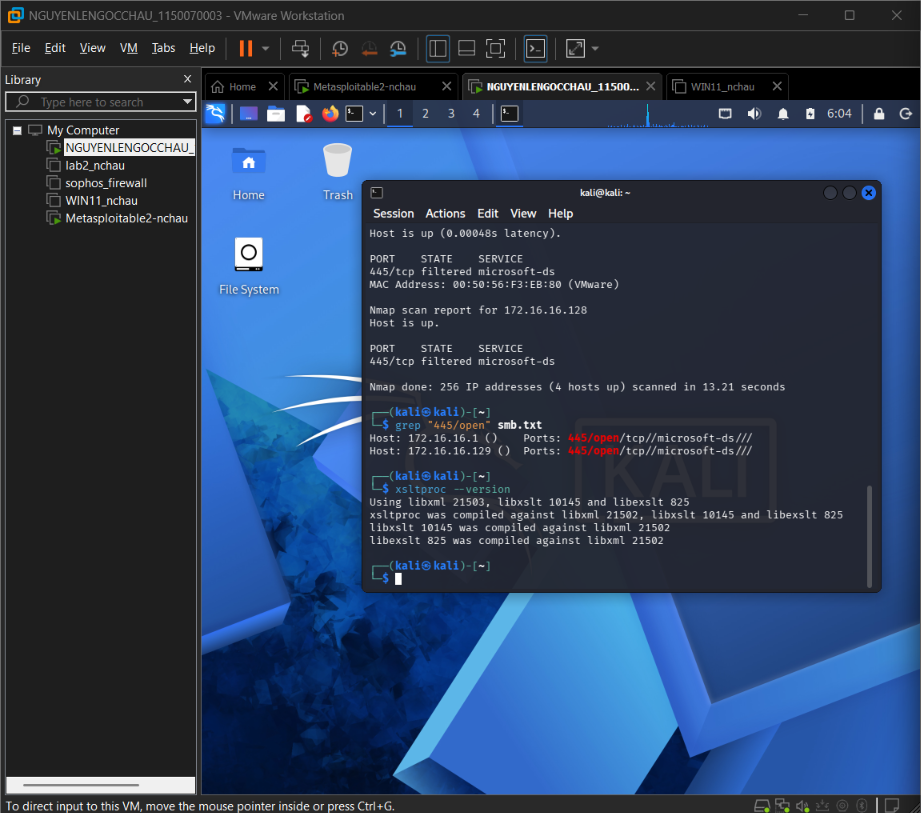 NGUYENLENGOCCHAU_1150070003 - VMware Workstation
File Edit View VM Tabs Help
Library
Type here to search
My Computer
NGUYENLENGOCCHAU_
lab2_nchau
sophos_firewall
WIN11_nchau
Metasploitable2-nchau
Home
Metasploitable2-nchau
NGUYENLENGOCCHAU_11500...
WIN11_nchau
1 2 3 4
6:04
Home
Trash
File System
kali@kali: ~
Session Actions Edit View Help
Host is up (0.00048s latency).
PORT STATE SERVICE
445/tcp filtered microsoft-ds
MAC Address: 00:50:56:F3:EB:80 (VMware)
Nmap scan report for 172.16.16.128
Host is up.
PORT STATE SERVICE
445/tcp filtered microsoft-ds
Nmap done: 256 IP addresses (4 hosts up) scanned in 13.21 seconds
┌──(kali㉿kali)-[~]
└─$ grep "445/open" smb.txt
Host: 172.16.16.1 () Ports: 445/open/tcp//microsoft-ds///
Host: 172.16.16.129 () Ports: 445/open/tcp//microsoft-ds///
┌──(kali㉿kali)-[~]
└─$ xsltproc --version
Using libxml 21503, libxslt 10145 and libexslt 825
xsltproc was compiled against libxml 21502, libxslt 10145 and libexslt 825
libxslt 10145 was compiled against libxml 21502
libexslt 825 was compiled against libxml 21502
┌──(kali㉿kali)-[~]
└─$
KALI
To direct input to this VM, move the mouse pointer inside or press Ctrl+G.